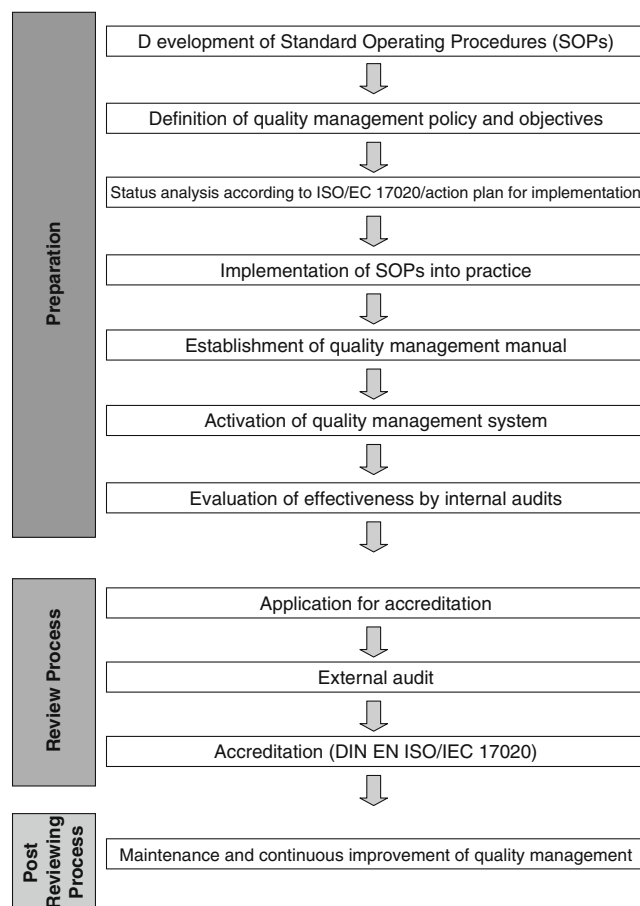 Preparation
D evelopment of Standard Operating Procedures (SOPs)
Definition of quality management policy and objectives
Status analysis according to ISO/EC 17020/action plan for implementation
Implementation of SOPs into practice
Establishment of quality management manual
Activation of quality management system
Evaluation of effectiveness by internal audits
Review Process
Application for accreditation
External audit
Accreditation (DIN EN ISO/IEC 17020)
Post
Reviewing
Process
Maintenance and continuous improvement of quality management